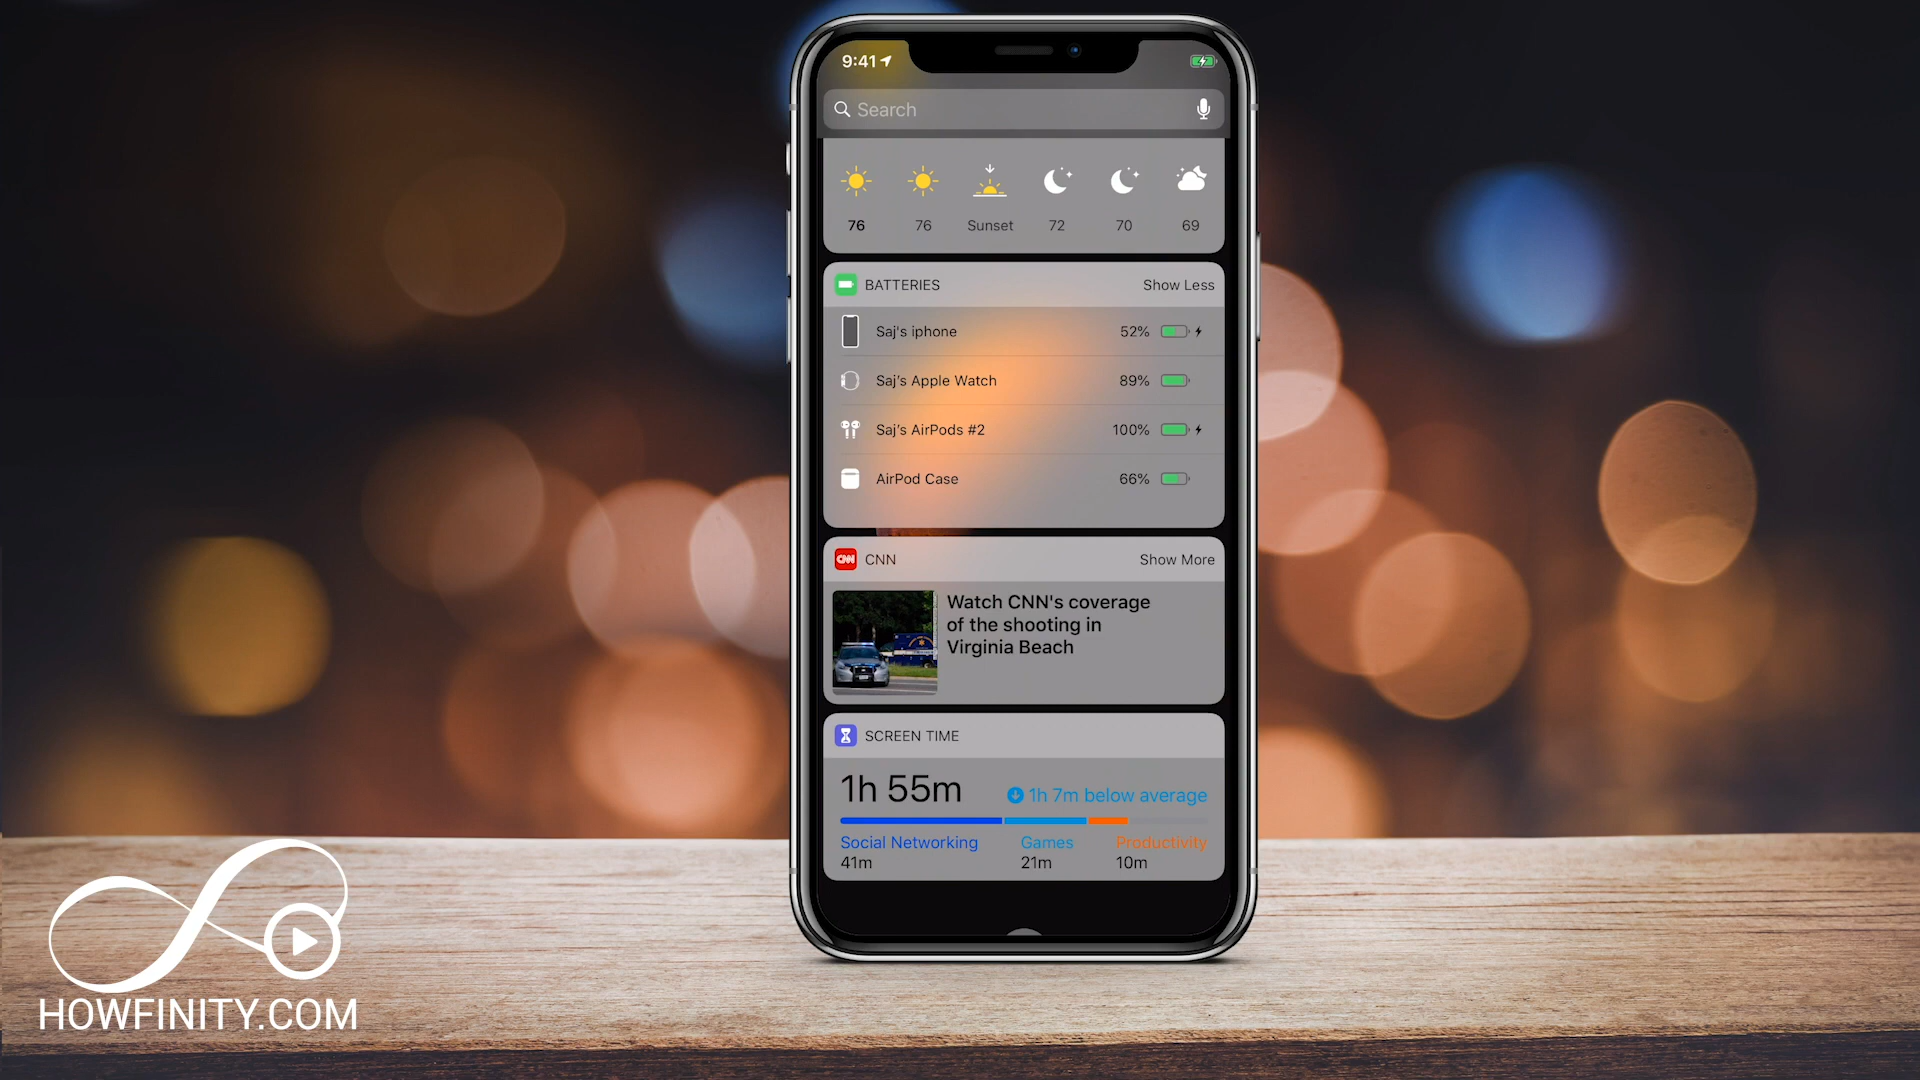 9:41
Search
76 76 Sunset 72 70 69
BATTERIES Show Less
Saj's iphone 52%
Saj's Apple Watch 89%
Saj's AirPods #2 100%
AirPod Case 66%
CNN CNN Show More
Watch CNN's coverage
of the shooting in
Virginia Beach
SCREEN TIME
1h 55m 1h 7m below average
Social Networking Games Productivity
41m 21m 10m
HOWFINITY.COM